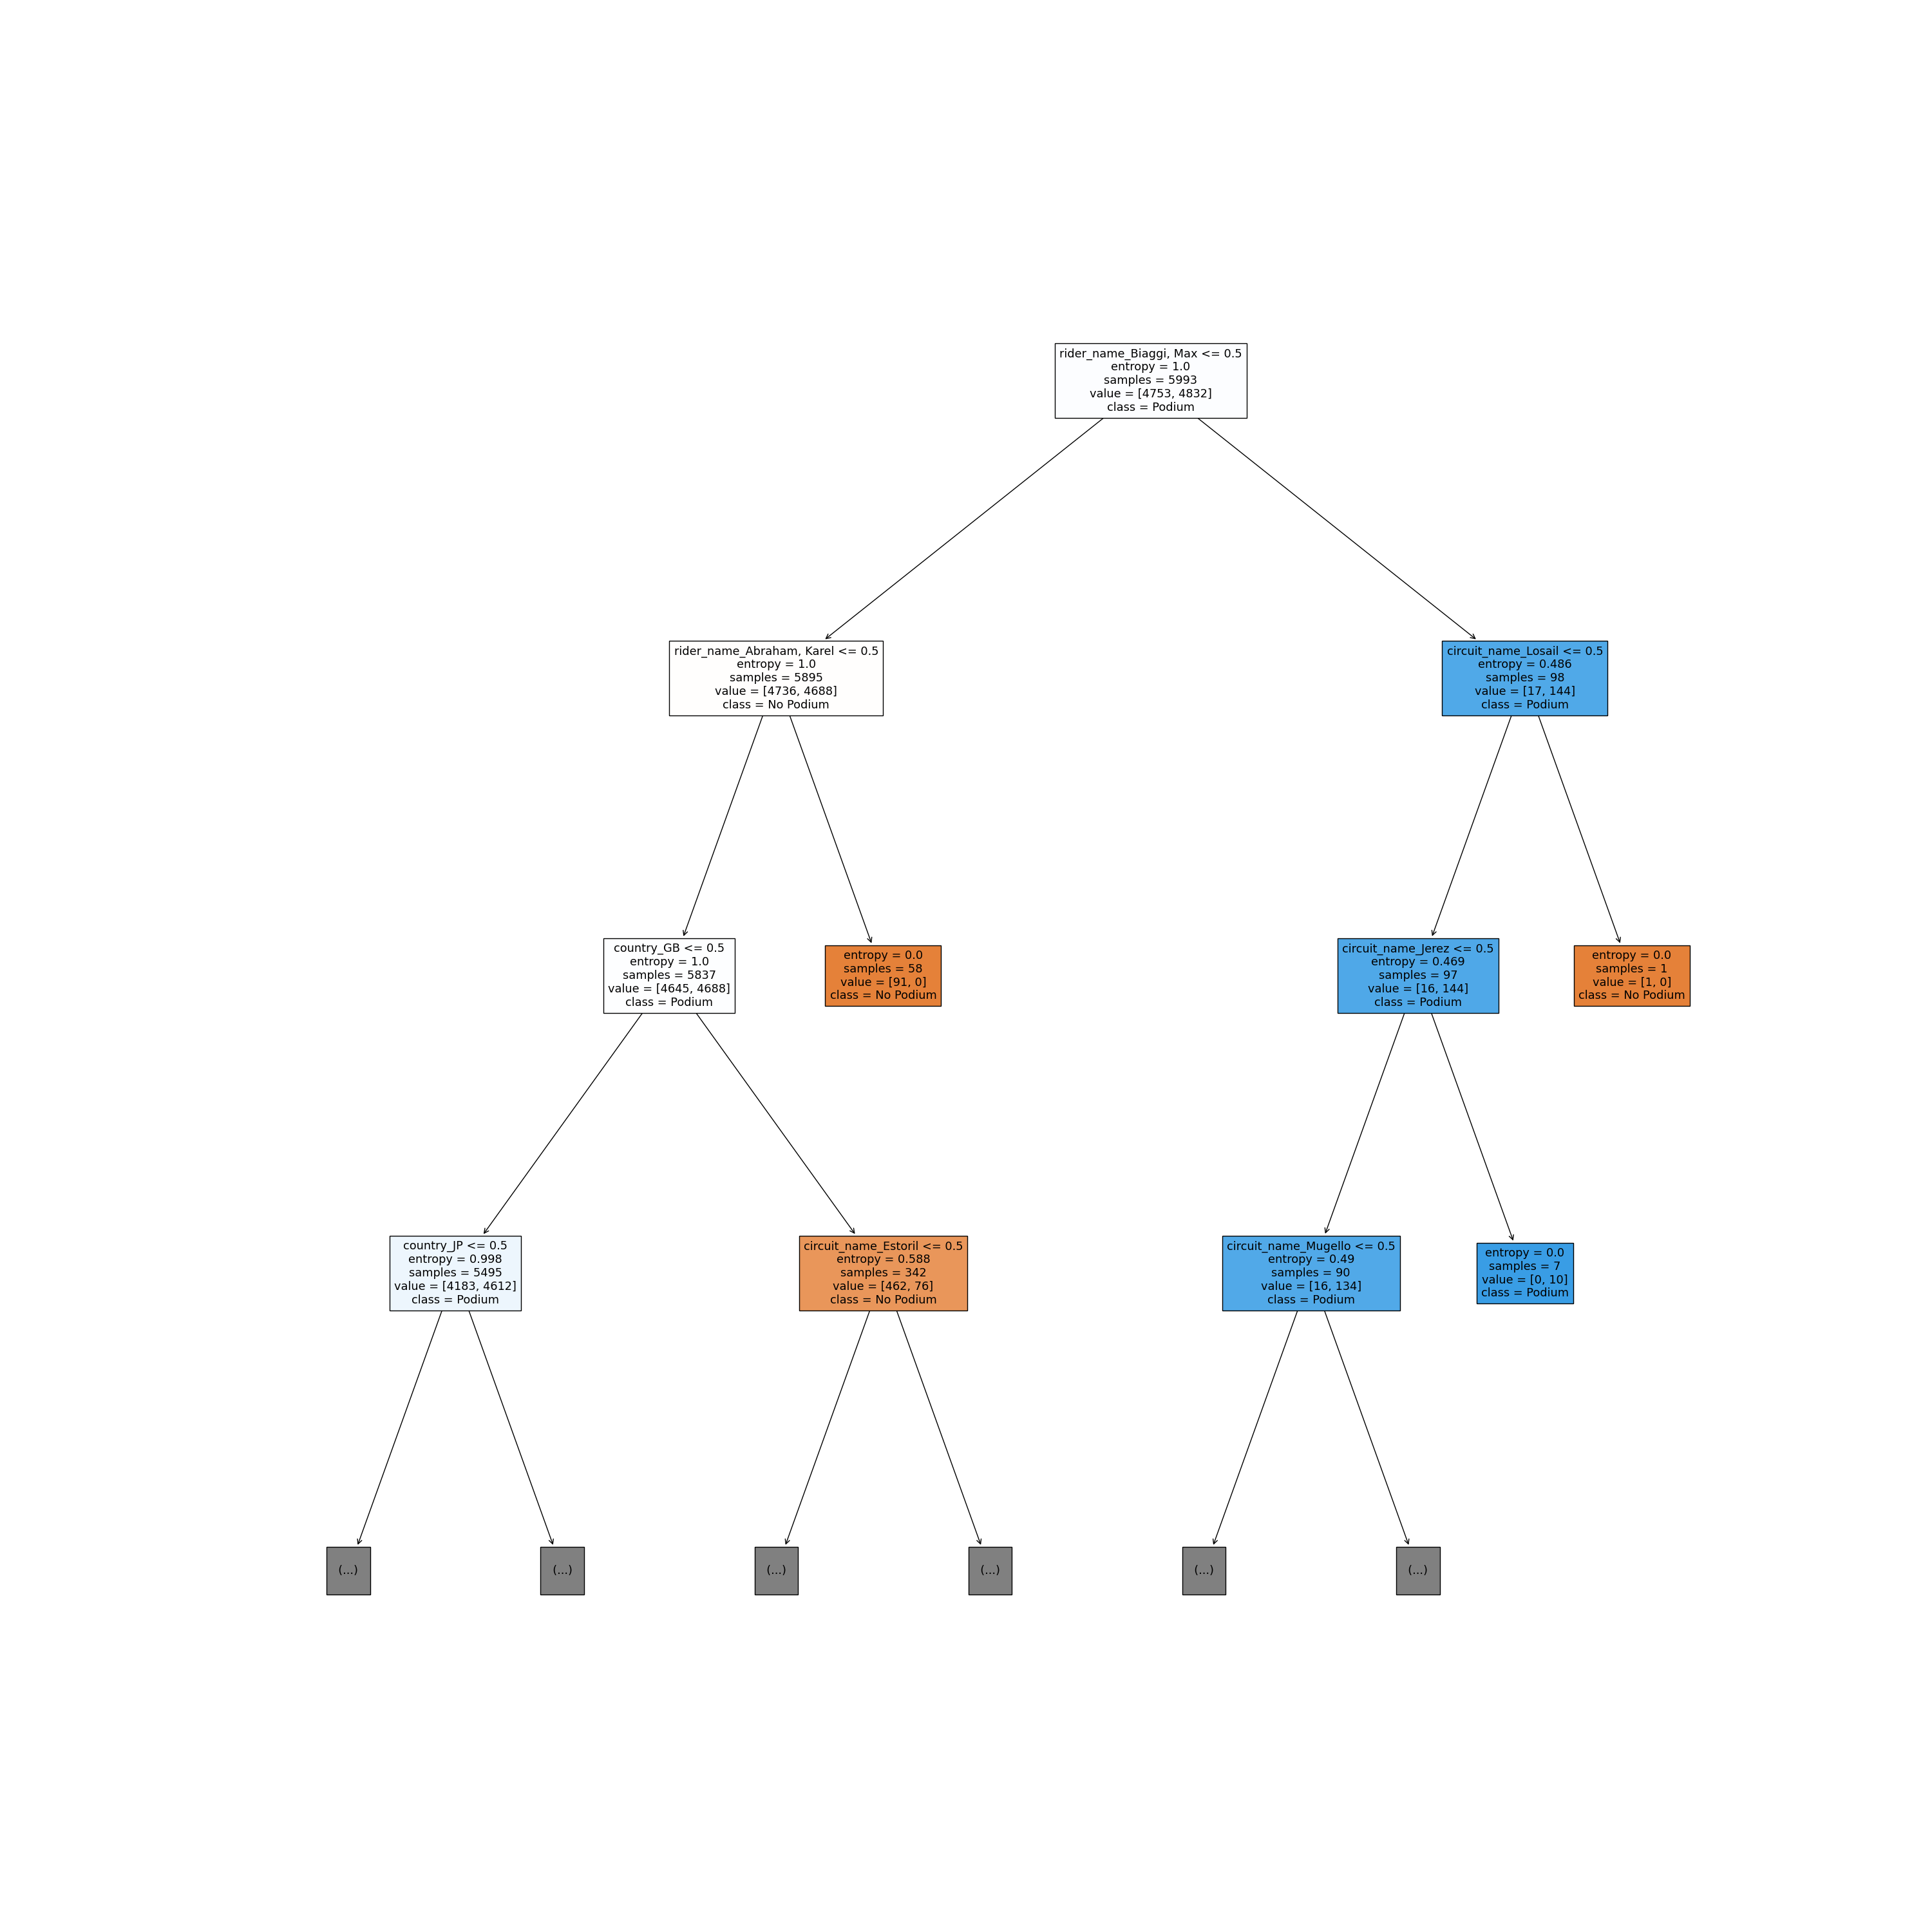 rider_name_Biaggi, Max <= 0.5
entropy = 1.0
samples = 5993
value = [4753, 4832]
class = Podium
rider_name_Abraham, Karel <= 0.5
entropy = 1.0
samples = 5895
value = [4736, 4688]
class = No Podium
circuit_name_Losail <= 0.5
entropy = 0.486
samples = 98
value = [17, 144]
class = Podium
country_GB <= 0.5
entropy = 1.0
samples = 5837
value = [4645, 4688]
class = Podium
entropy = 0.0
samples = 58
value = [91, 0]
class = No Podium
circuit_name_Jerez <= 0.5
entropy = 0.469
samples = 97
value = [16, 144]
class = Podium
entropy = 0.0
samples = 1
value = [1, 0]
class = No Podium
country_JP <= 0.5
entropy = 0.998
samples = 5495
value = [4183, 4612]
class = Podium
circuit_name_Estoril <= 0.5
entropy = 0.588
samples = 342
value = [462, 76]
class = No Podium
circuit_name_Mugello <= 0.5
entropy = 0.49
samples = 90
value = [16, 134]
class = Podium
entropy = 0.0
samples = 7
value = [0, 10]
class = Podium
(...)
(...)
(...)
(...)
(...)
(...)